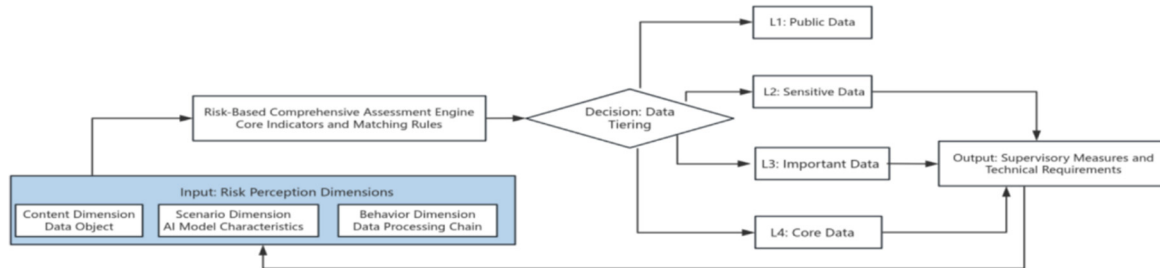 L1: Public Data
Risk-Based Comprehensive Assessment Engine
Core Indicators and Matching Rules
Decision: Data
Tiering
L2: Sensitive Data
L3: Important Data
Output: Supervisory Measures and
Technical Requirements
Input: Risk Perception Dimensions
Content Dimension
Data Object
Scenario Dimension
AI Model Characteristics
Behavior Dimension
Data Processing Chain
L4: Core Data